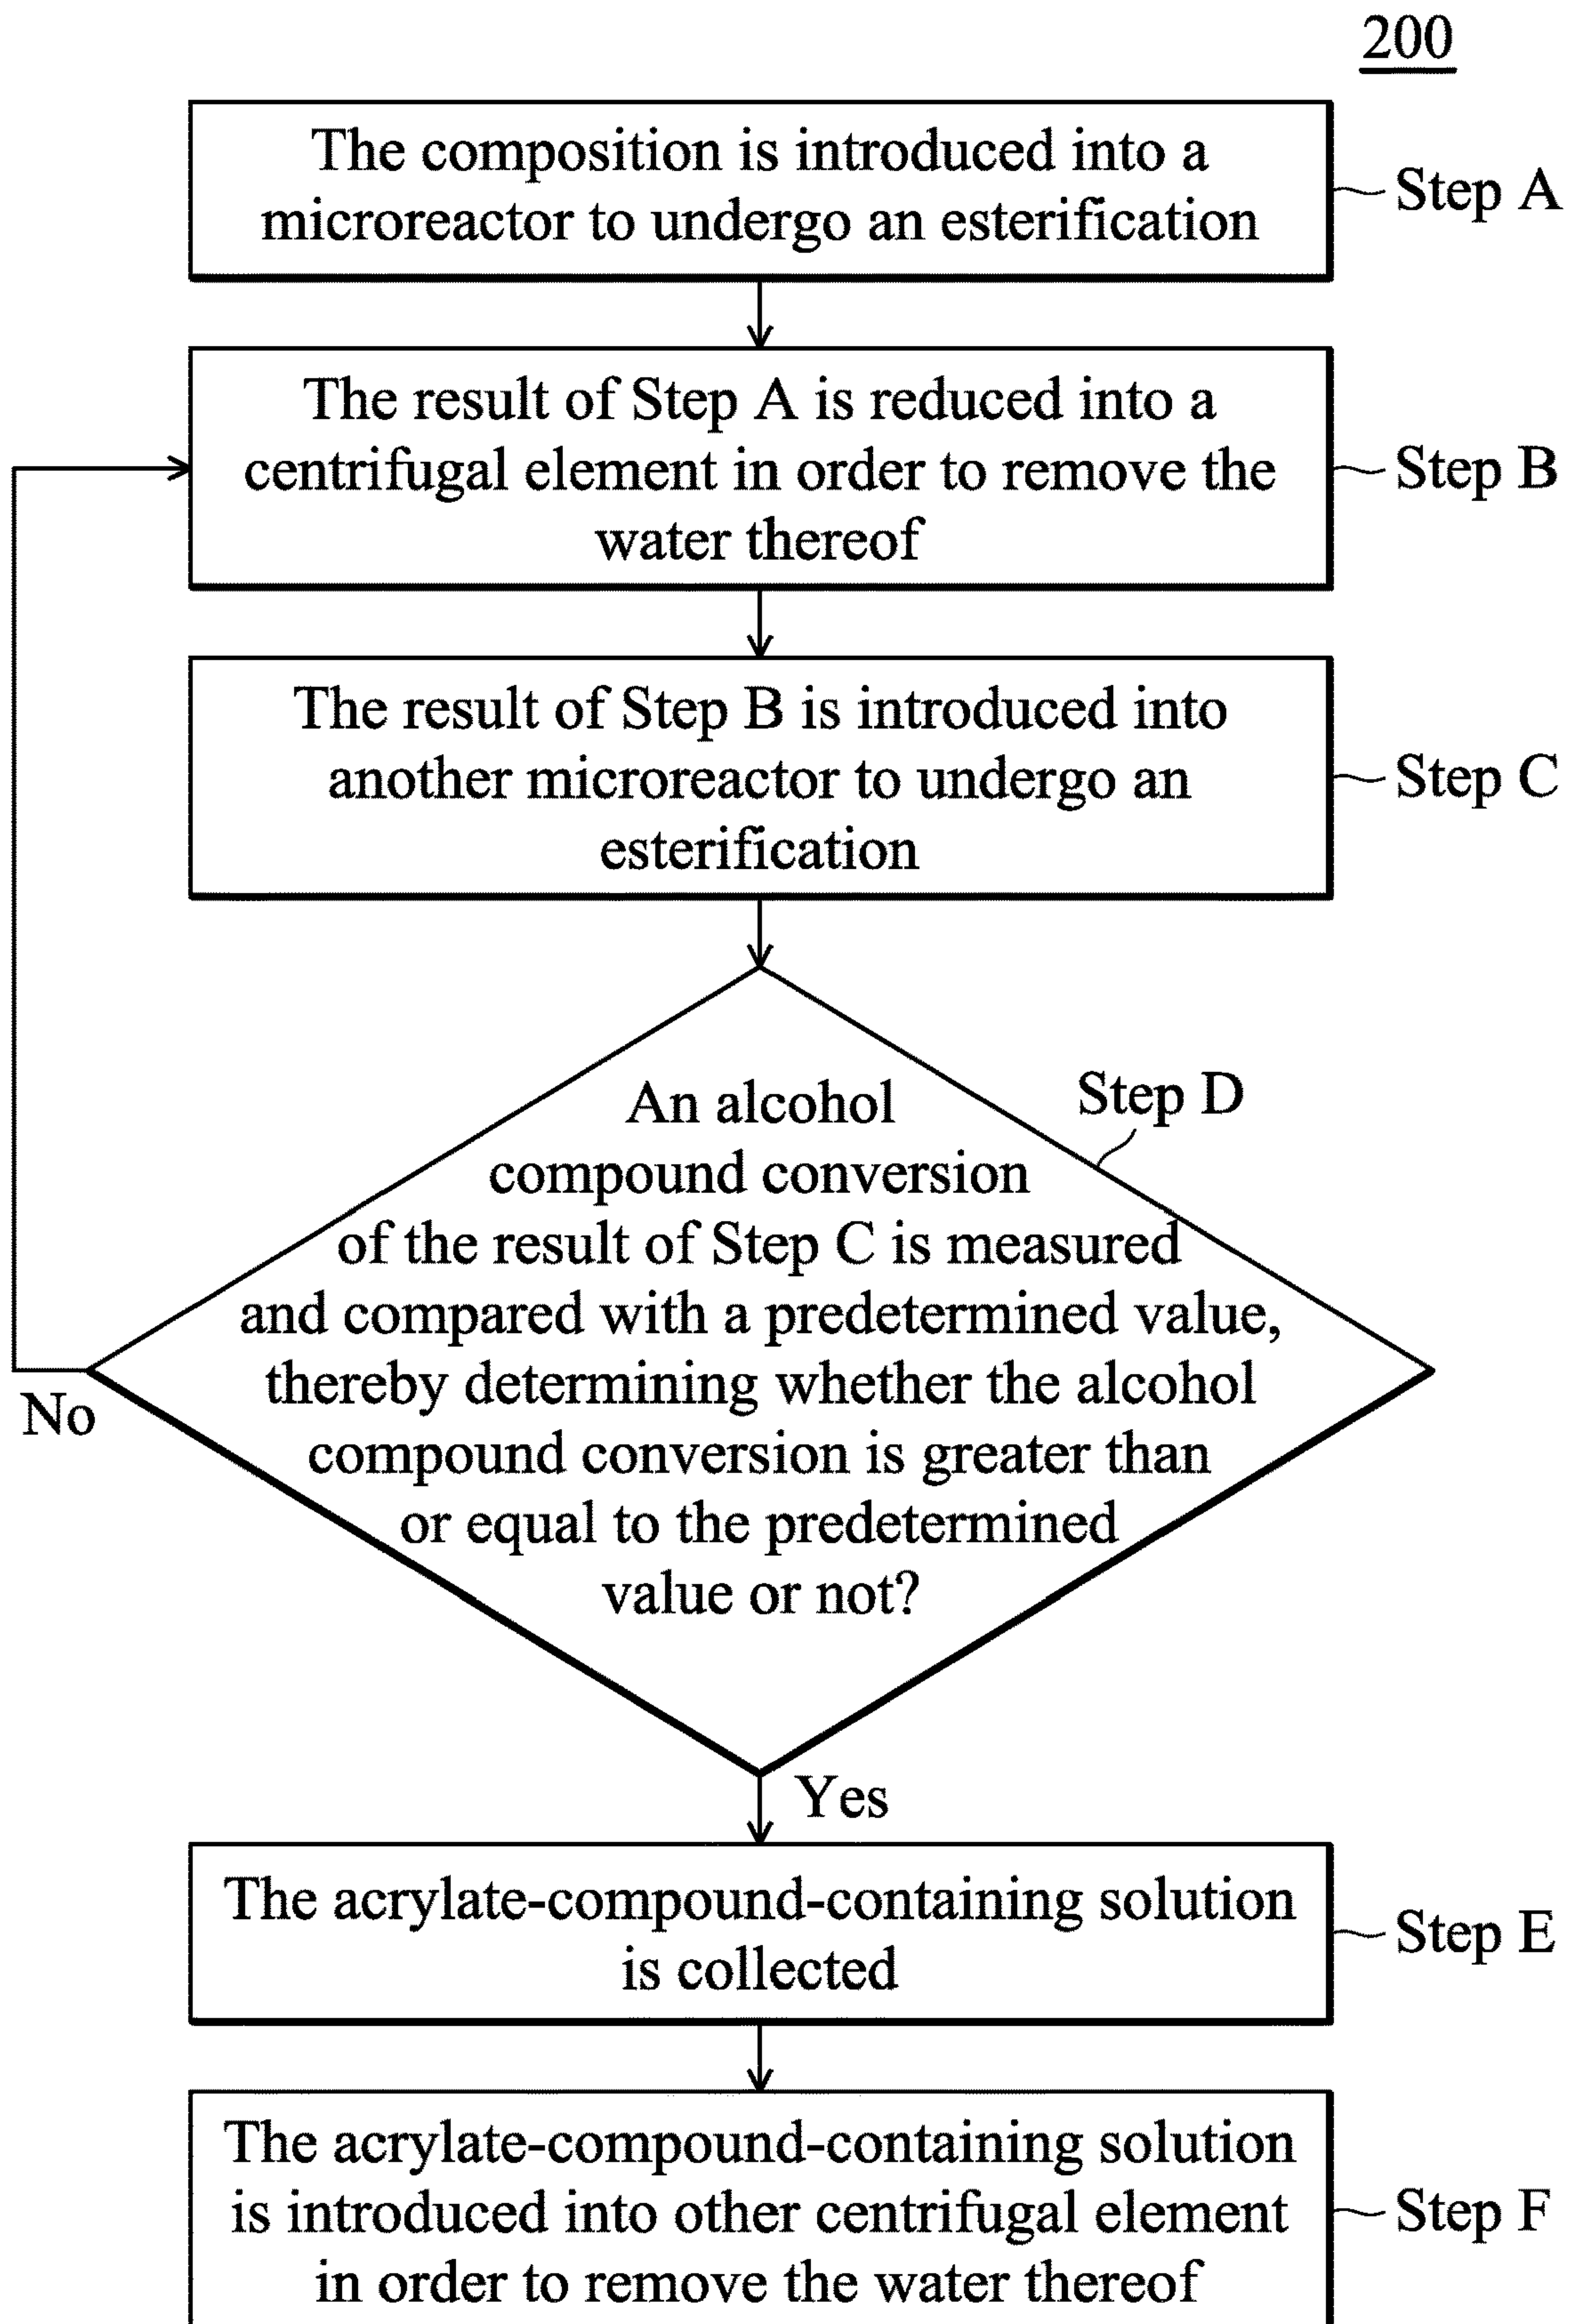 200
The composition is introduced into a
microreactor to undergo an esterification
Step A
The result of Step A is reduced into a
centrifugal element in order to remove the
water thereof
Step B
The result of Step B is introduced into
another microreactor to undergo an
esterification
Step C
Step D
An alcohol
compound conversion
of the result of Step C is measured
and compared with a predetermined value,
thereby determining whether the alcohol
compound conversion is greater than
or equal to the predetermined
value or not?
No
Yes
The acrylate-compound-containing solution
is collected
Step E
The acrylate-compound-containing solution
is introduced into other centrifugal element
in order to remove the water thereof
Step F